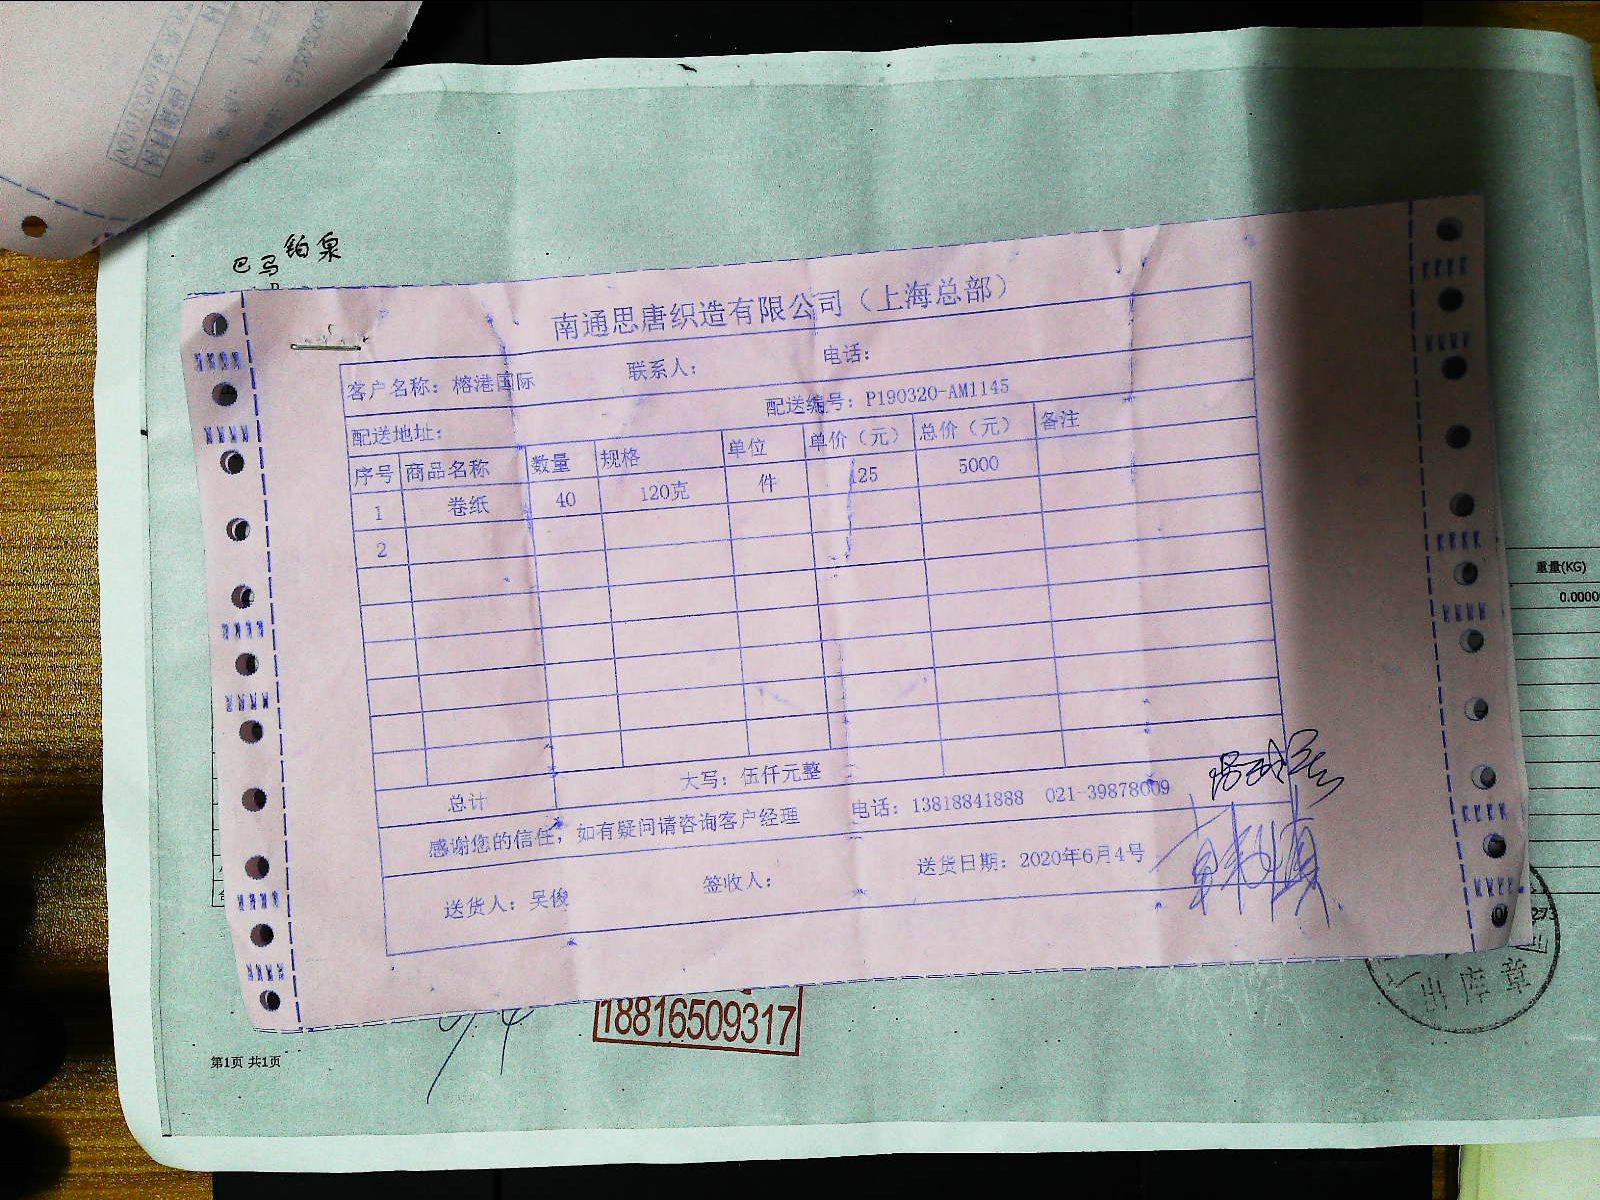 巴马铂泉
南通思唐织造有限公司（上海总部）
客户名称：榕港国际 联系人： 电话：
配送地址： 配送编号：P190320-AM1145
序号 商品名称 数量 规格 单位 单价（元） 总价（元） 备注
1 卷纸 40 120克 件 125 5000
2
总计 大写：伍仟元整
感谢您的信任，如有疑问请咨询客户经理 电话：13818841888 021-39878009
送货人：吴俊 签收人： 送货日期：2020年6月4号
重量(KG)
0.0000
18816509317
出库章
第1页 共1页